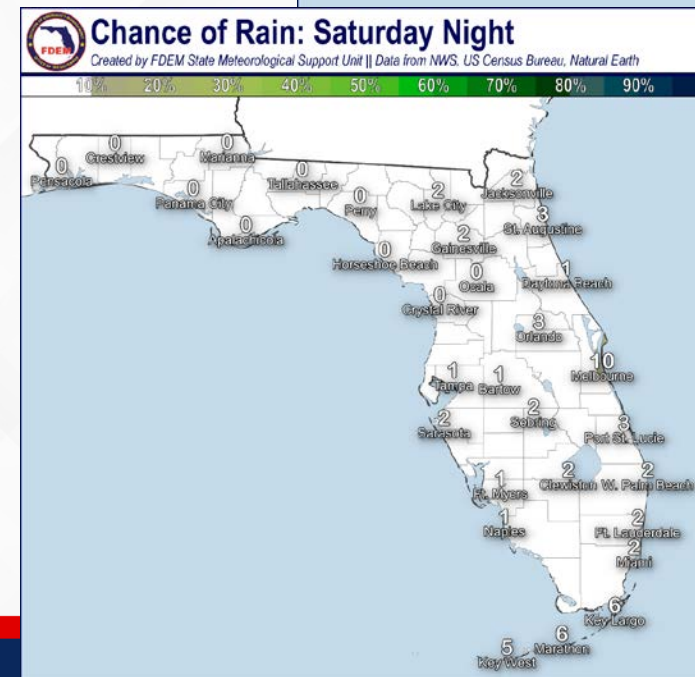 FDEM
Chance of Rain: Saturday Night
Created by FDEM State Meteorological Support Unit || Data from NWS, US Census Bureau, Natural Earth
10% 20% 30% 40% 50% 60% 70% 80% 90%
0
Crestview
0
Marianna
0
Pensacola
0
Panama City
0
Tallahassee
0
Perry
0
Apalachicola
2
Lake City
2
Jacksonville
3
St. Augustine
2
Gainesville
0
Horseshoe Beach
0
Ocala
1
Daytona Beach
0
Crystal River
3
Orlando
10
Melbourne
1
Tampa
1
Bartow
2
Sebring
2
Sarasota
3
Port St. Lucie
1
Ft. Myers
2
Clewiston
2
W. Palm Beach
1
Naples
2
Ft. Lauderdale
2
Miami
6
Key Largo
6
Marathon
5
Key West